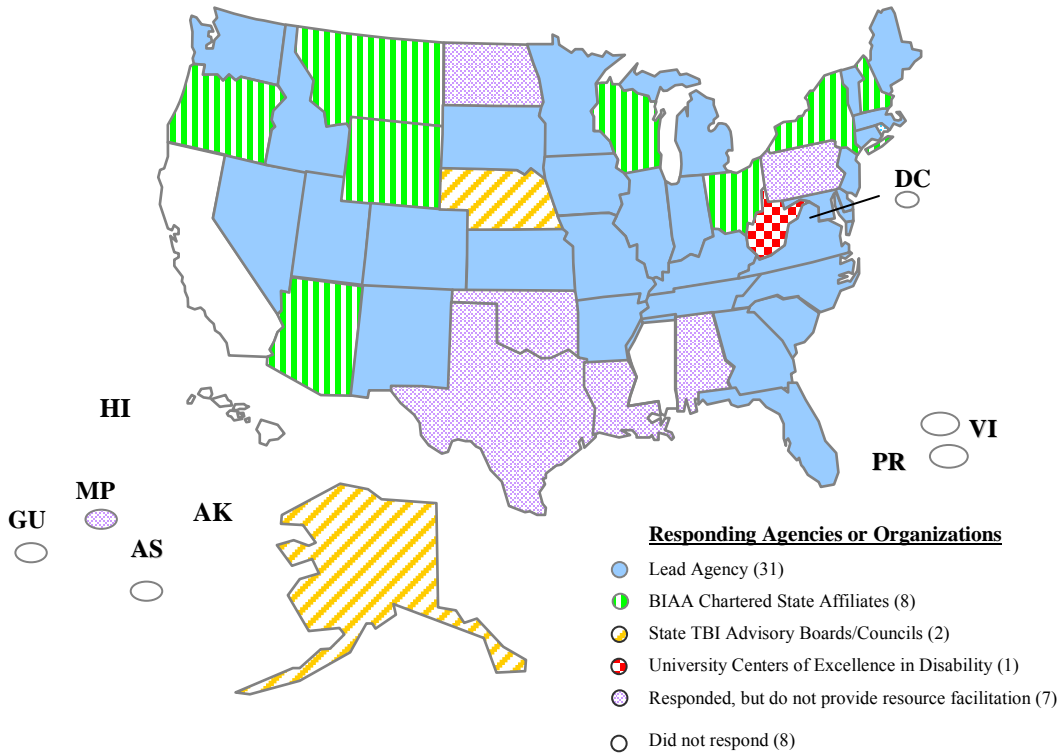 DC
HI
VI
PR
MP
GU
AK
AS
Responding Agencies or Organizations
Lead Agency (31)
BIAA Chartered State Affiliates (8)
State TBI Advisory Boards/Councils (2)
University Centers of Excellence in Disability (1)
Responded, but do not provide resource facilitation (7)
Did not respond (8)